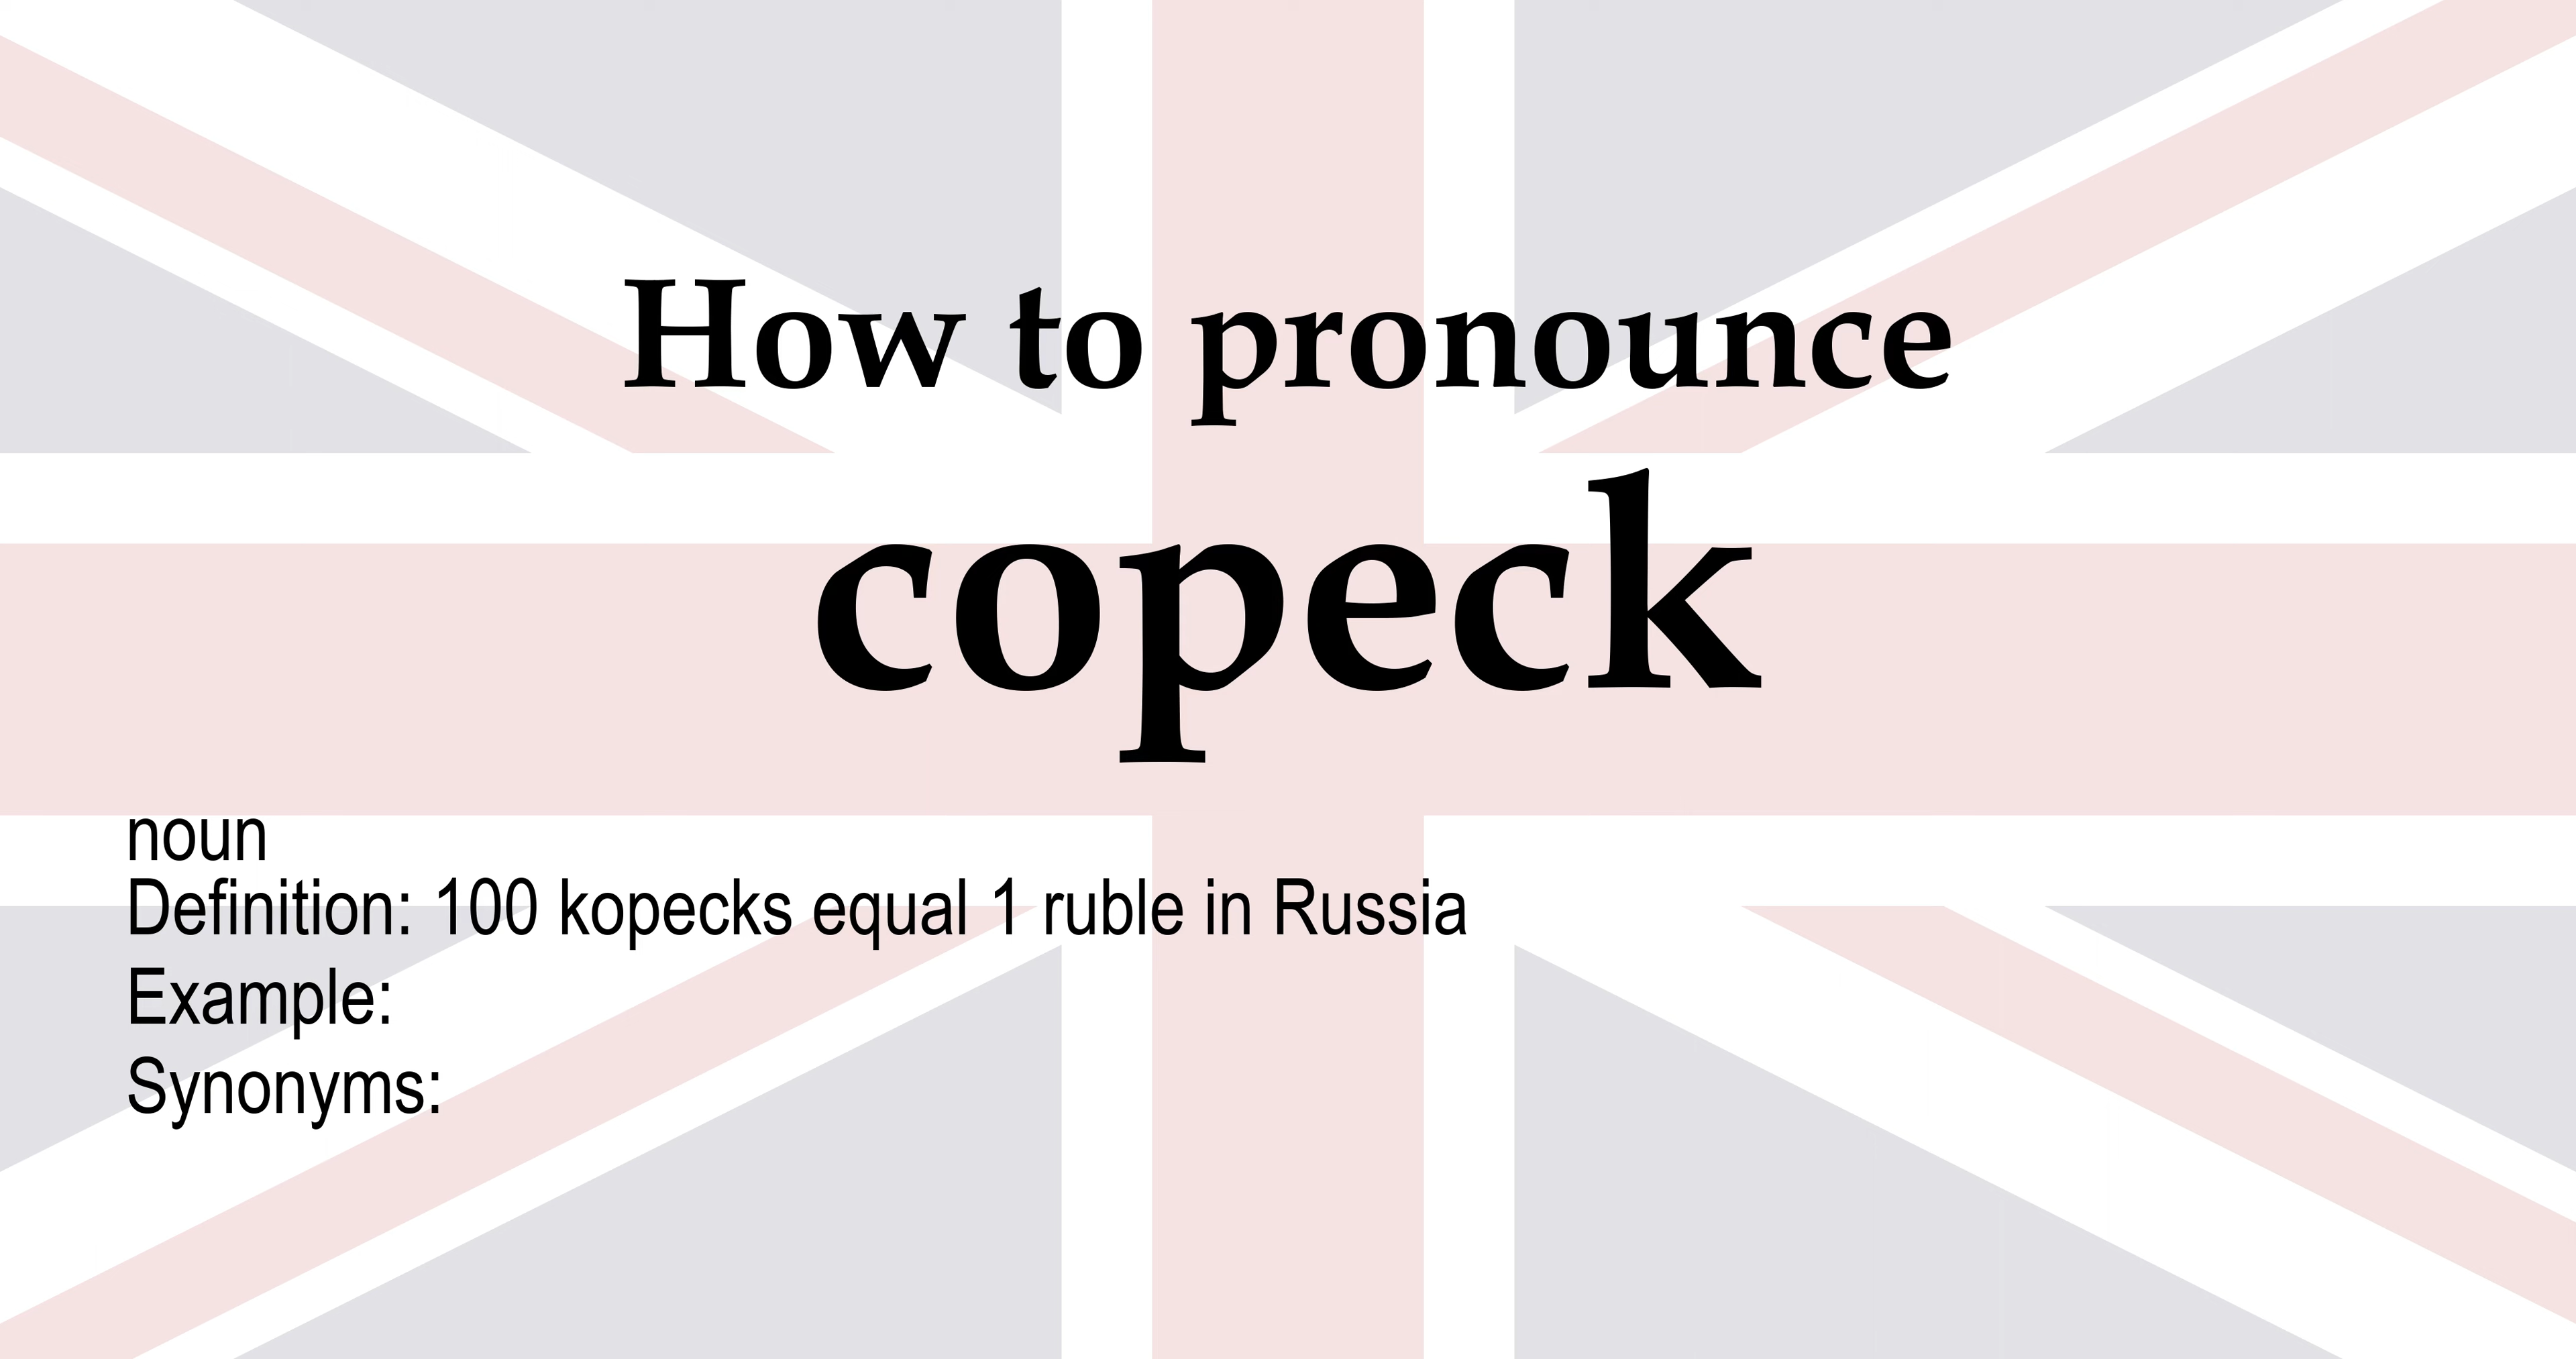 How to pronounce
copeck
noun
Definition: 100 kopecks equal 1 ruble in Russia
Example:
Synonyms: